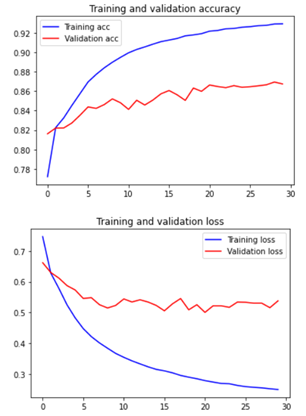 Training and validation accuracy
Training acc
Validation acc
0.92
0.90
0.88
0.86
0.84
0.82
0.80
0.78
0 5 10 15 20 25 30
Training and validation loss
Training loss
Validation loss
0.7
0.6
0.5
0.4
0.3
0 5 10 15 20 25 30